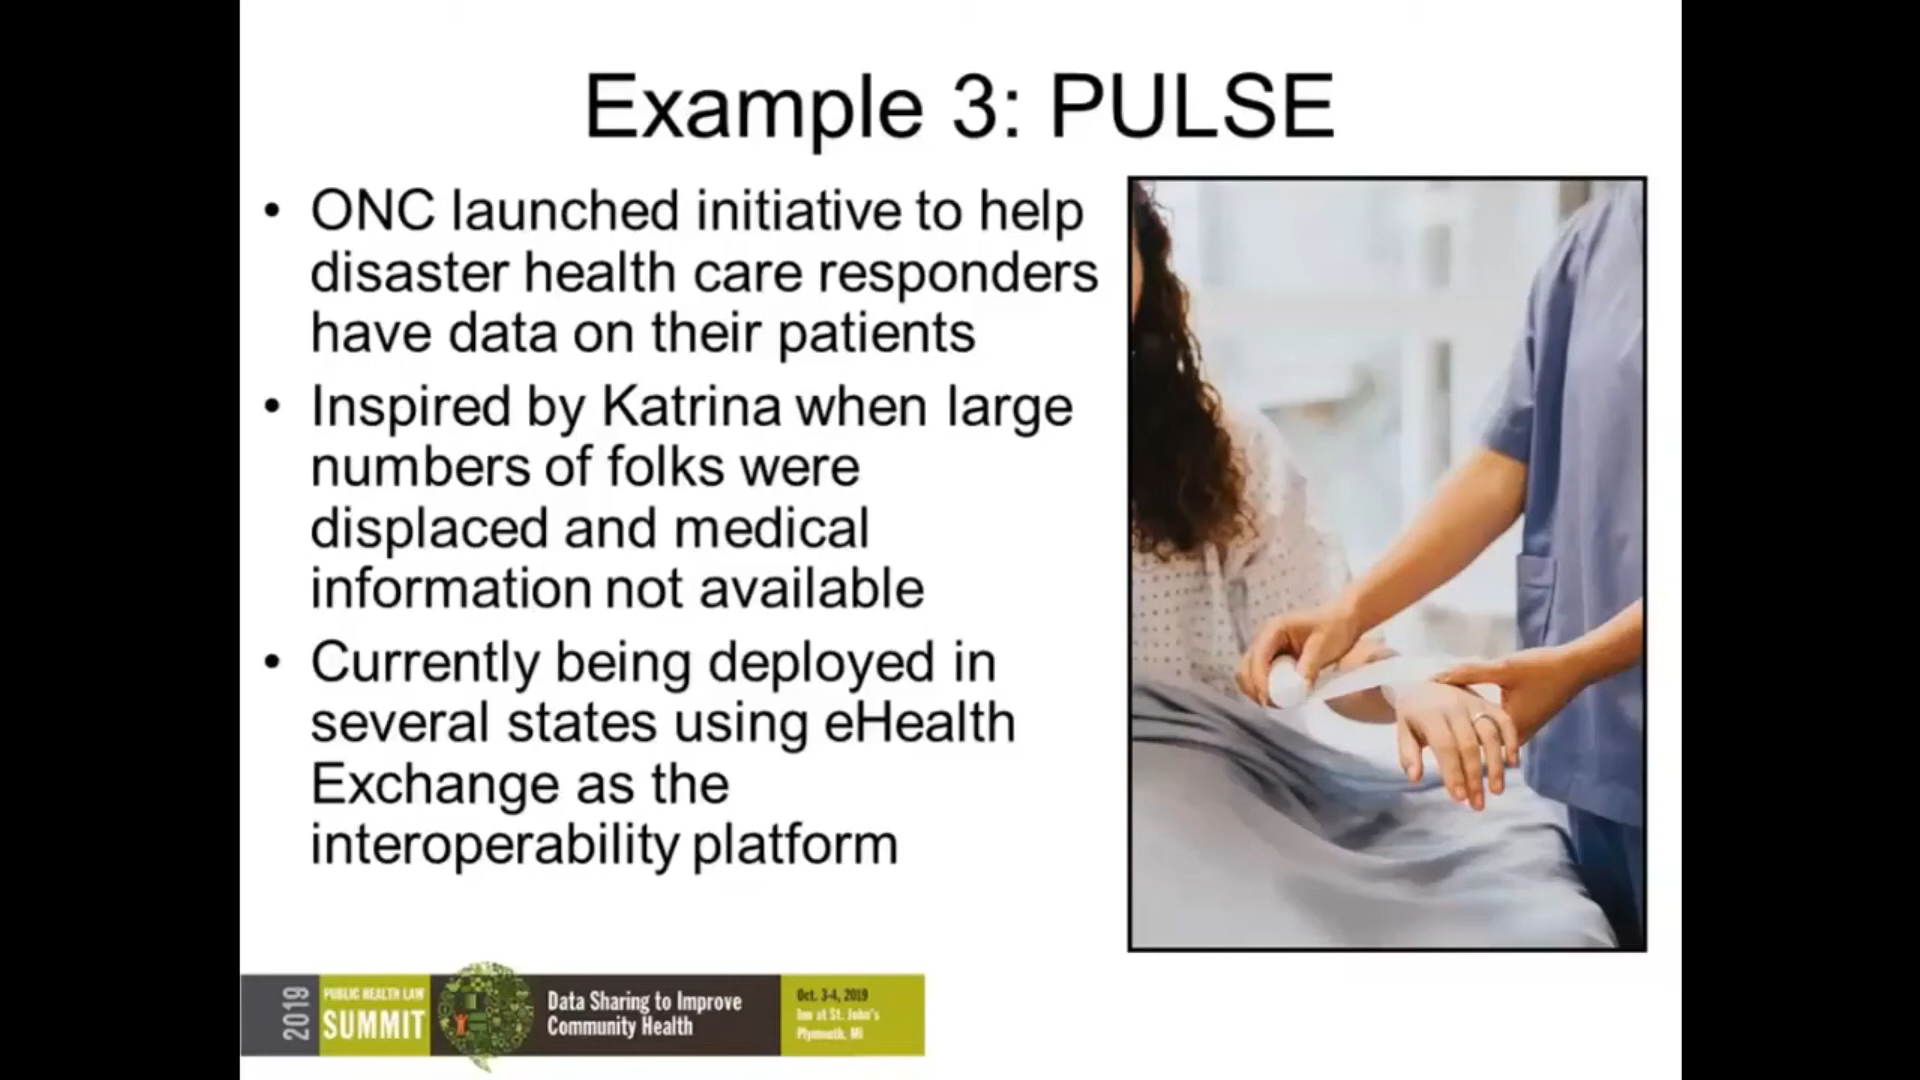 Example 3: PULSE
• ONC launched initiative to help
disaster health care responders
have data on their patients
• Inspired by Katrina when large
numbers of folks were
displaced and medical
information not available
• Currently being deployed in
several states using eHealth
Exchange as the
interoperability platform
2019
PUBLIC HEALTH LAW
SUMMIT
Data Sharing to Improve
Community Health
Oct. 3-4, 2019
Inn at St. John's
Plymouth, MI